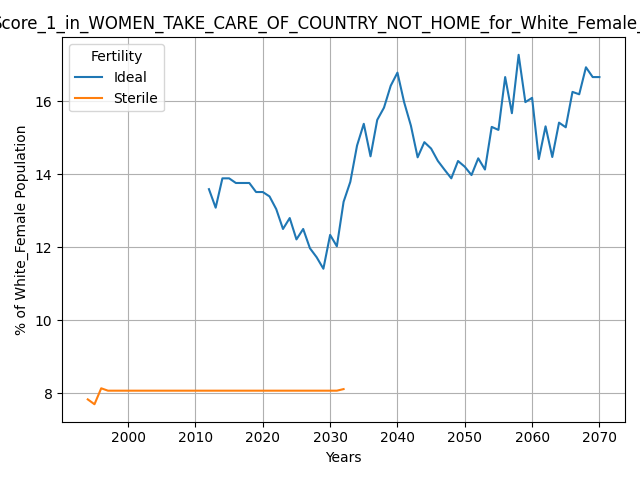 Score_1_in_WOMEN_TAKE_CARE_OF_COUNTRY_NOT_HOME_for_White_Female_
Fertility
Ideal
Sterile
% of White_Female Population
16
14
12
10
8
2000 2010 2020 2030 2040 2050 2060 2070
Years